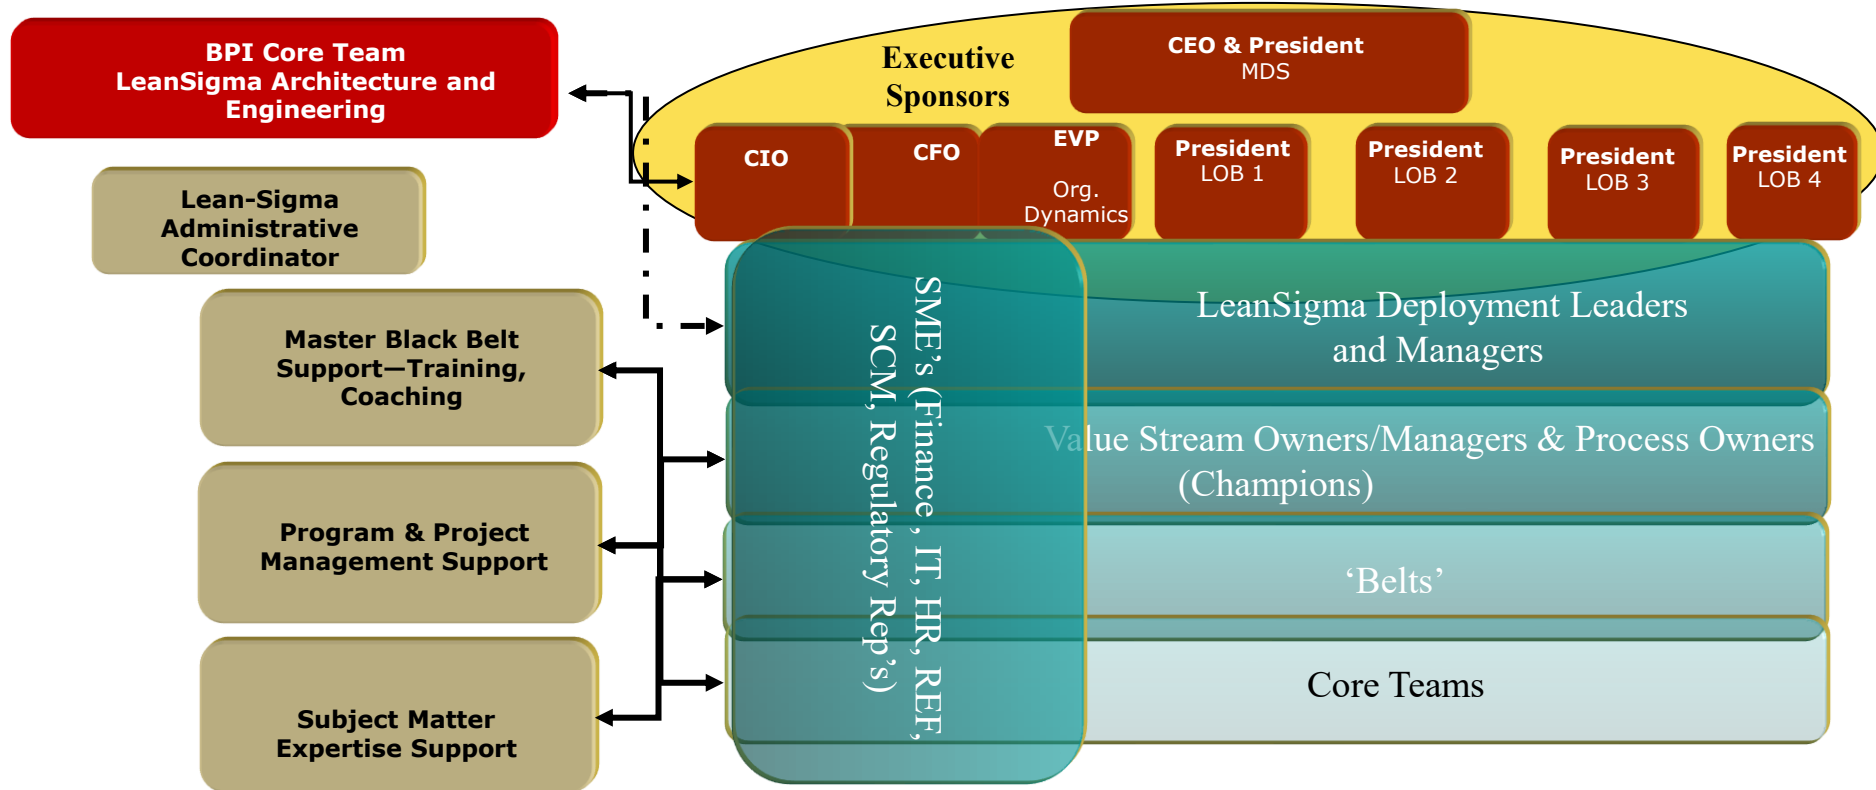 BPI Core Team
LeanSigma Architecture and
Engineering
Lean-Sigma
Administrative
Coordinator
Master Black Belt
Support—Training,
Coaching
Program & Project
Management Support
Subject Matter
Expertise Support
Executive
Sponsors
CEO & President
MDS
CIO
CFO
EVP
Org.
Dynamics
President
LOB 1
President
LOB 2
President
LOB 3
President
LOB 4
SME’s (Finance , IT, HR, REF,
SCM, Regulatory Rep’s)
LeanSigma Deployment Leaders
and Managers
Value Stream Owners/Managers & Process Owners
(Champions)
‘Belts’
Core Teams